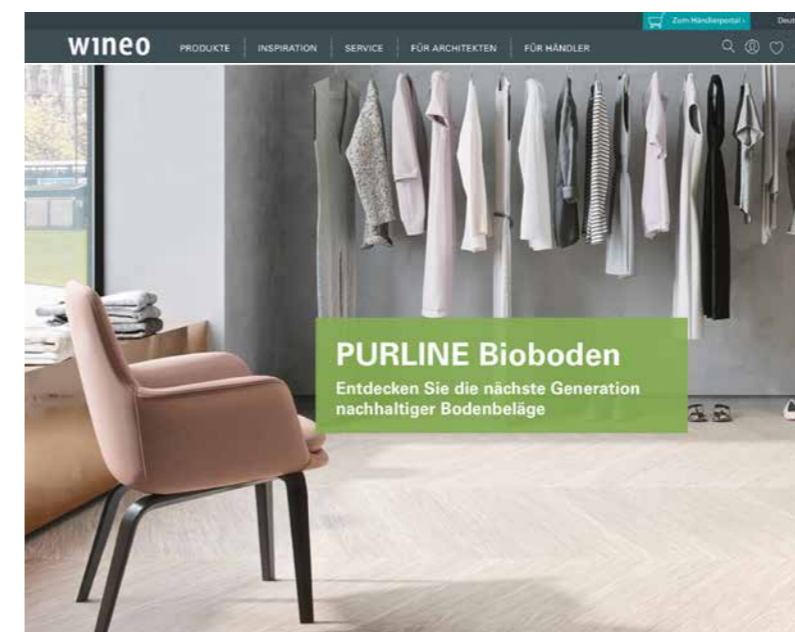 Zum Händlerportal ›
Deut
wineo
PRODUKTE
INSPIRATION
SERVICE
FÜR ARCHITEKTEN
FÜR HÄNDLER
PURLINE Bioboden
Entdecken Sie die nächste Generation
nachhaltiger Bodenbeläge